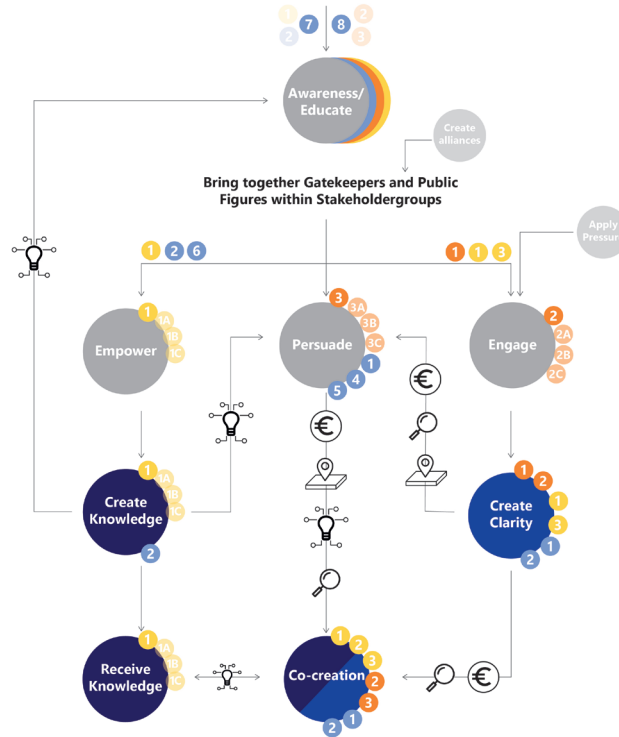 1 7 8 2
2 3
Awareness/
Educate
Create
alliances
Bring together Gatekeepers and Public
Figures within Stakeholdergroups
Apply
Pressure
1 2 6
1 1 3
1
1A
1B
1C
Empower
3
3A
3B
3C
1
4
5
Persuade
2
2A
2B
2C
Engage
€
€
1
1A
1B
1C
2
Create
Knowledge
1
2
1
3
1
2
Create
Clarity
1
1A
1B
1C
Receive
Knowledge
1
2
3
2
3
1
2
Co-creation
€